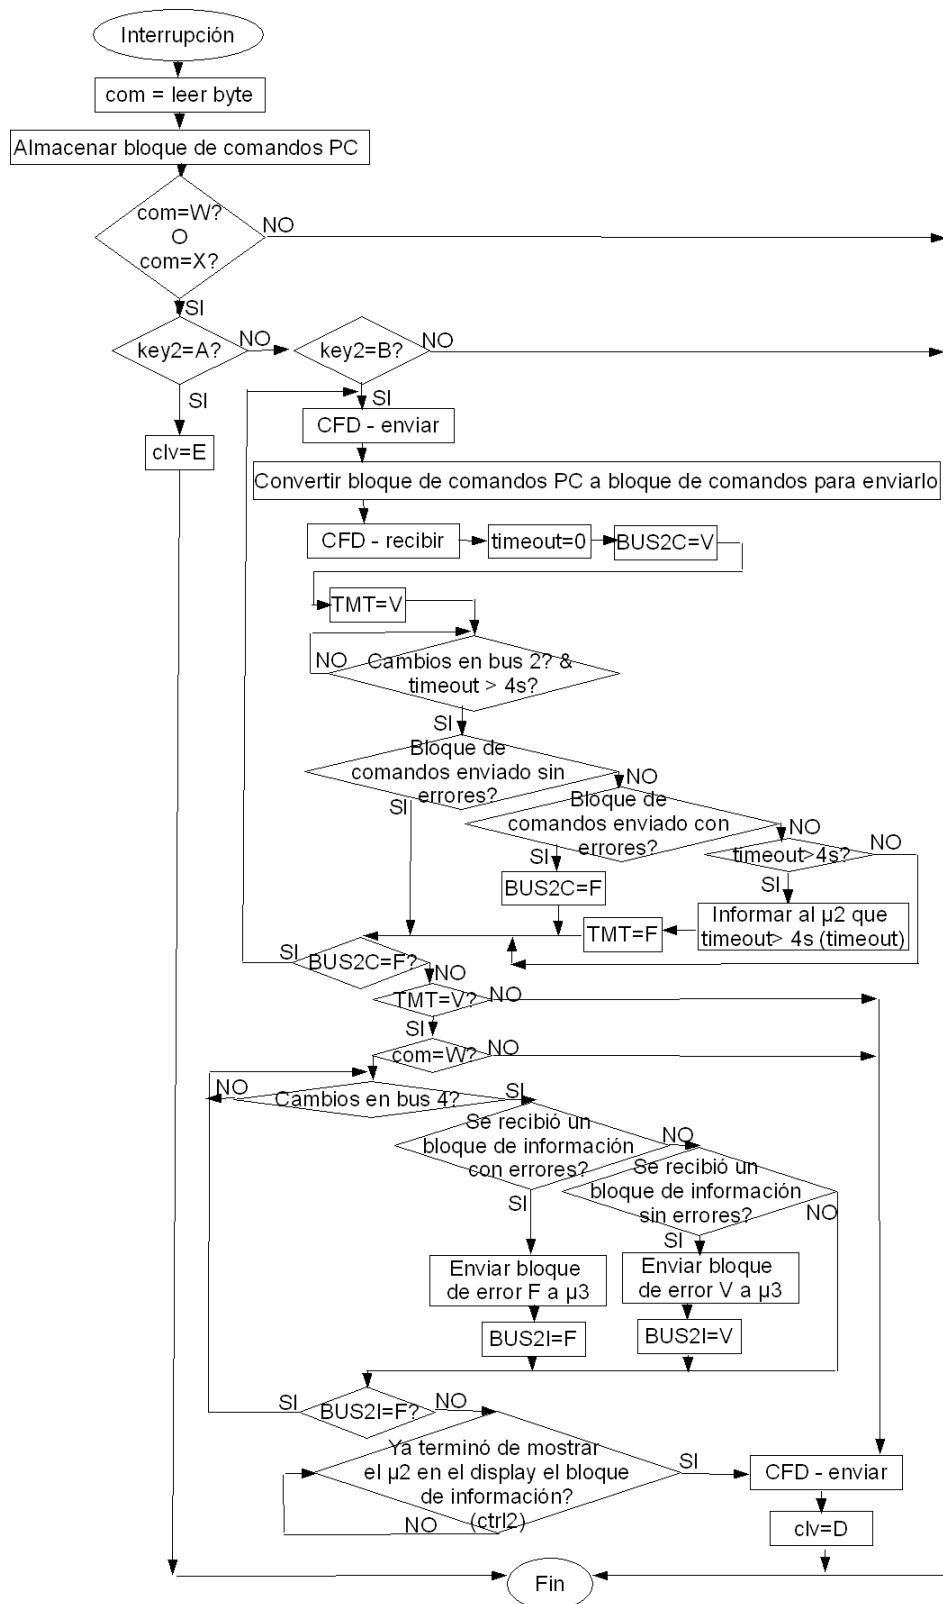 Interrupción
com = leer byte
Almacenar bloque de comandos PC
com=W?
O
com=X?
NO
SI
key2=A?
NO
key2=B?
NO
SI
SI
clv=E
CFD - enviar
Convertir bloque de comandos PC a bloque de comandos para enviarlo
CFD - recibir
timeout=0
BUS2C=V
TMT=V
Cambios en bus 2? &
timeout > 4s?
NO
SI
Bloque de
comandos enviado sin
errores?
NO
SI
Bloque de
comandos enviado con
errores?
NO
SI
timeout>4s?
NO
SI
BUS2C=F
Informar al µ2 que
timeout> 4s (timeout)
TMT=F
BUS2C=F?
SI
NO
TMT=V?
NO
SI
com=W?
NO
Cambios en bus 4?
NO
SI
Se recibió un
bloque de información
con errores?
NO
SI
Se recibió un
bloque de información
sin errores?
NO
SI
Enviar bloque
de error F a µ3
Enviar bloque
de error V a µ3
BUS2I=F
BUS2I=V
BUS2I=F?
SI
NO
Ya terminó de mostrar
el µ2 en el display el bloque
de información?
(ctrl2)
SI
NO
CFD - enviar
clv=D
Fin